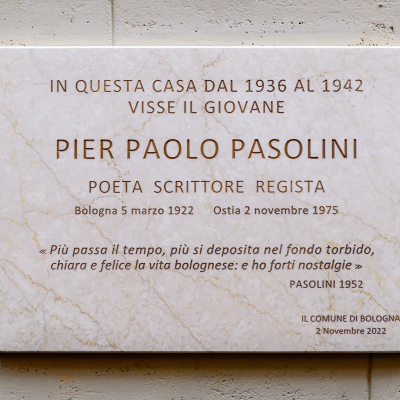 IN QUESTA CASA DAL 1936 AL 1942
VISSE IL GIOVANE
PIER PAOLO PASOLINI
POETA SCRITTORE REGISTA
Bologna 5 marzo 1922 Ostia 2 novembre 1975
« Più passa il tempo, più si deposita nel fondo torbido,
chiara e felice la vita bolognese: e ho forti nostalgie »
PASOLINI 1952
IL COMUNE DI BOLOGNA
2 Novembre 2022